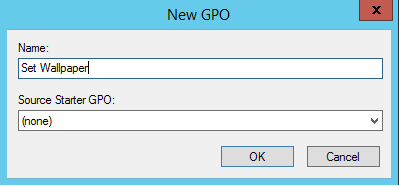 New GPO
x
Name:
Set Wallpaper
Source Starter GPO:
(none)
OK
Cancel